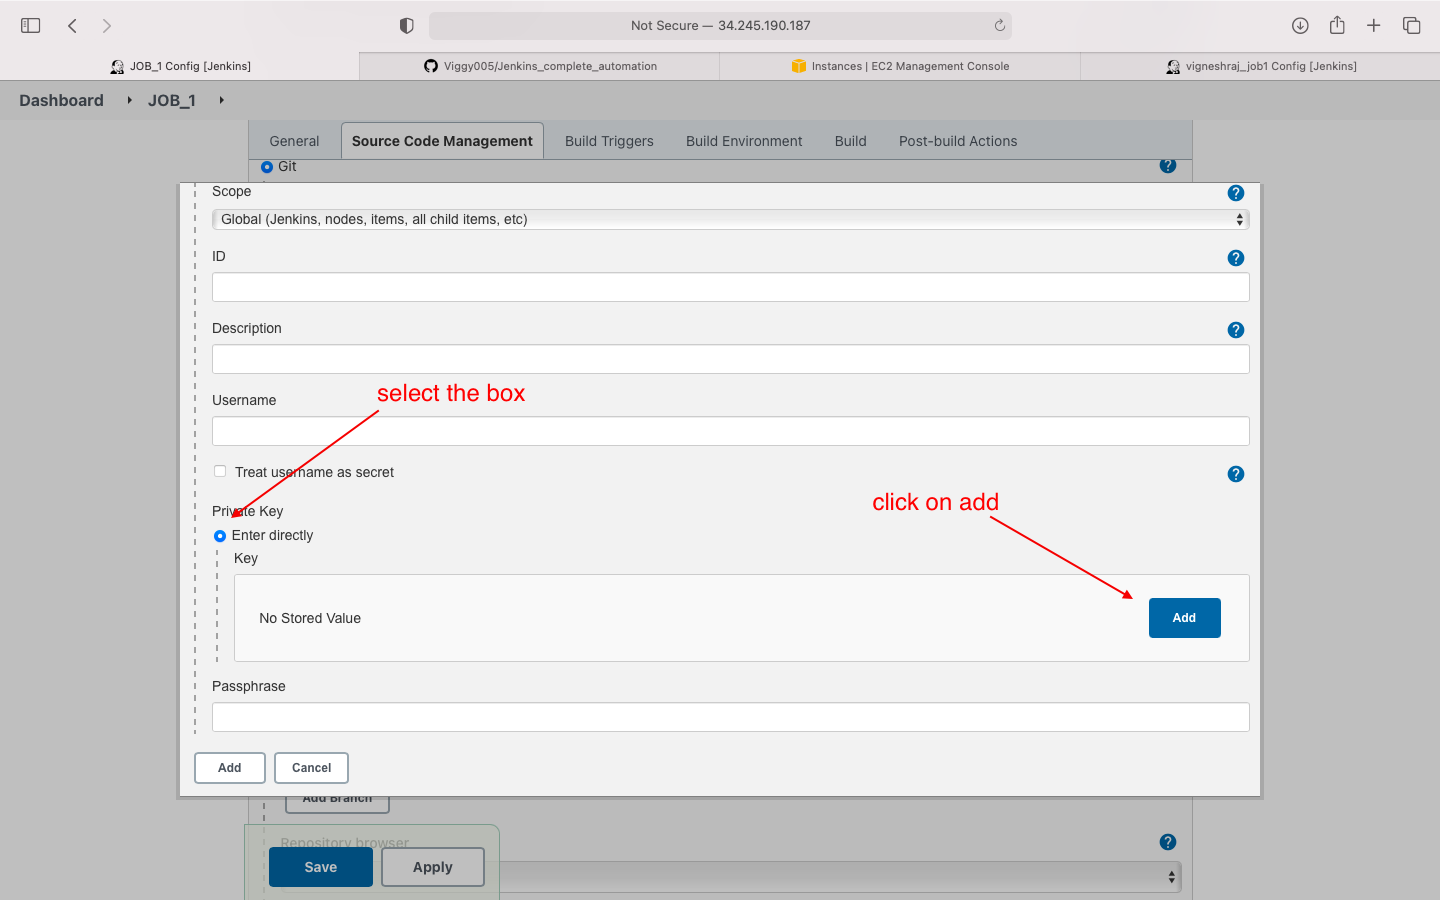 Not Secure — 34.245.190.187
JOB_1 Config [Jenkins]
Viggy005/Jenkins_complete_automation
Instances | EC2 Management Console
vigneshraj_job1 Config [Jenkins]
Dashboard
JOB_1
General
Source Code Management
Build Triggers
Build Environment
Build
Post-build Actions
Git
?
Scope
?
Global (Jenkins, nodes, items, all child items, etc)
ID
?
Description
?
select the box
Username
Treat username as secret
?
click on add
Private Key
Enter directly
Key
No Stored Value
Add
Passphrase
Add
Cancel
Add Branch
Repository browser
?
Save
Apply